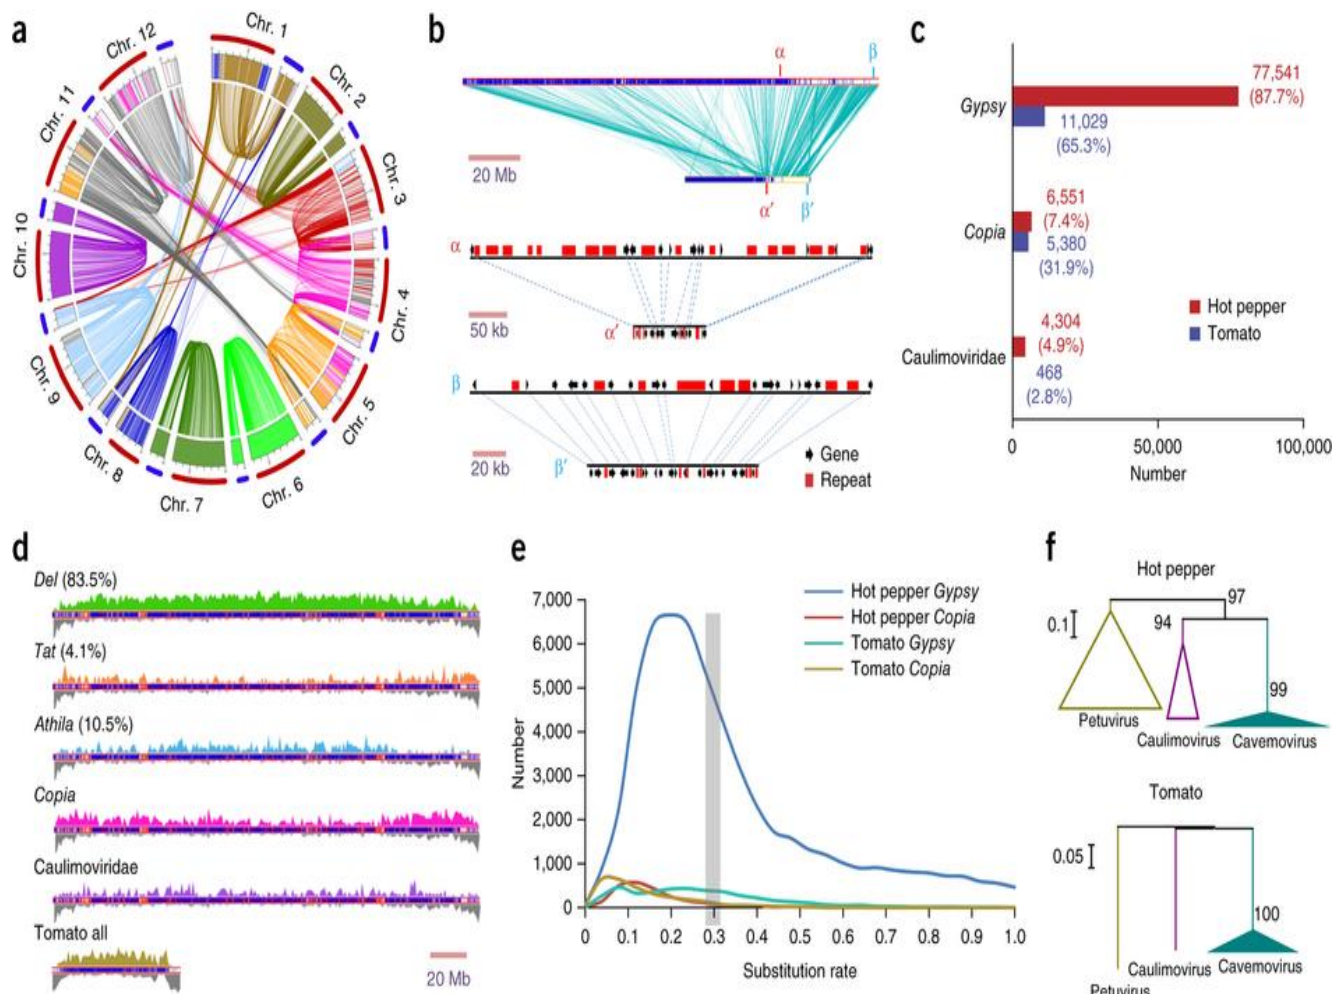 a
Chr. 1
Chr. 2
Chr. 3
Chr. 4
Chr. 5
Chr. 6
Chr. 7
Chr. 8
Chr. 9
Chr. 10
Chr. 11
Chr. 12
b
α
β
20 Mb
α′
β′
α
50 kb
α′
β
20 kb
β′
Gene
Repeat
c
Gypsy
77,541
(87.7%)
11,029
(65.3%)
Copia
6,551
(7.4%)
5,380
(31.9%)
Hot pepper
Tomato
Caulimoviridae
4,304
(4.9%)
468
(2.8%)
0
50,000
100,000
Number
d
Del (83.5%)
Tat (4.1%)
Athila (10.5%)
Copia
Caulimoviridae
Tomato all
20 Mb
e
Hot pepper Gypsy
Hot pepper Copia
Tomato Gypsy
Tomato Copia
Number
7,000
6,000
5,000
4,000
3,000
2,000
1,000
0
0 0.1 0.2 0.3 0.4 0.5 0.6 0.7 0.8 0.9 1.0
Substitution rate
f
Hot pepper
0.1
97
94
99
Petuvirus
Caulimovirus
Cavemovirus
Tomato
0.05
100
Caulimovirus
Cavemovirus
Petuvirus